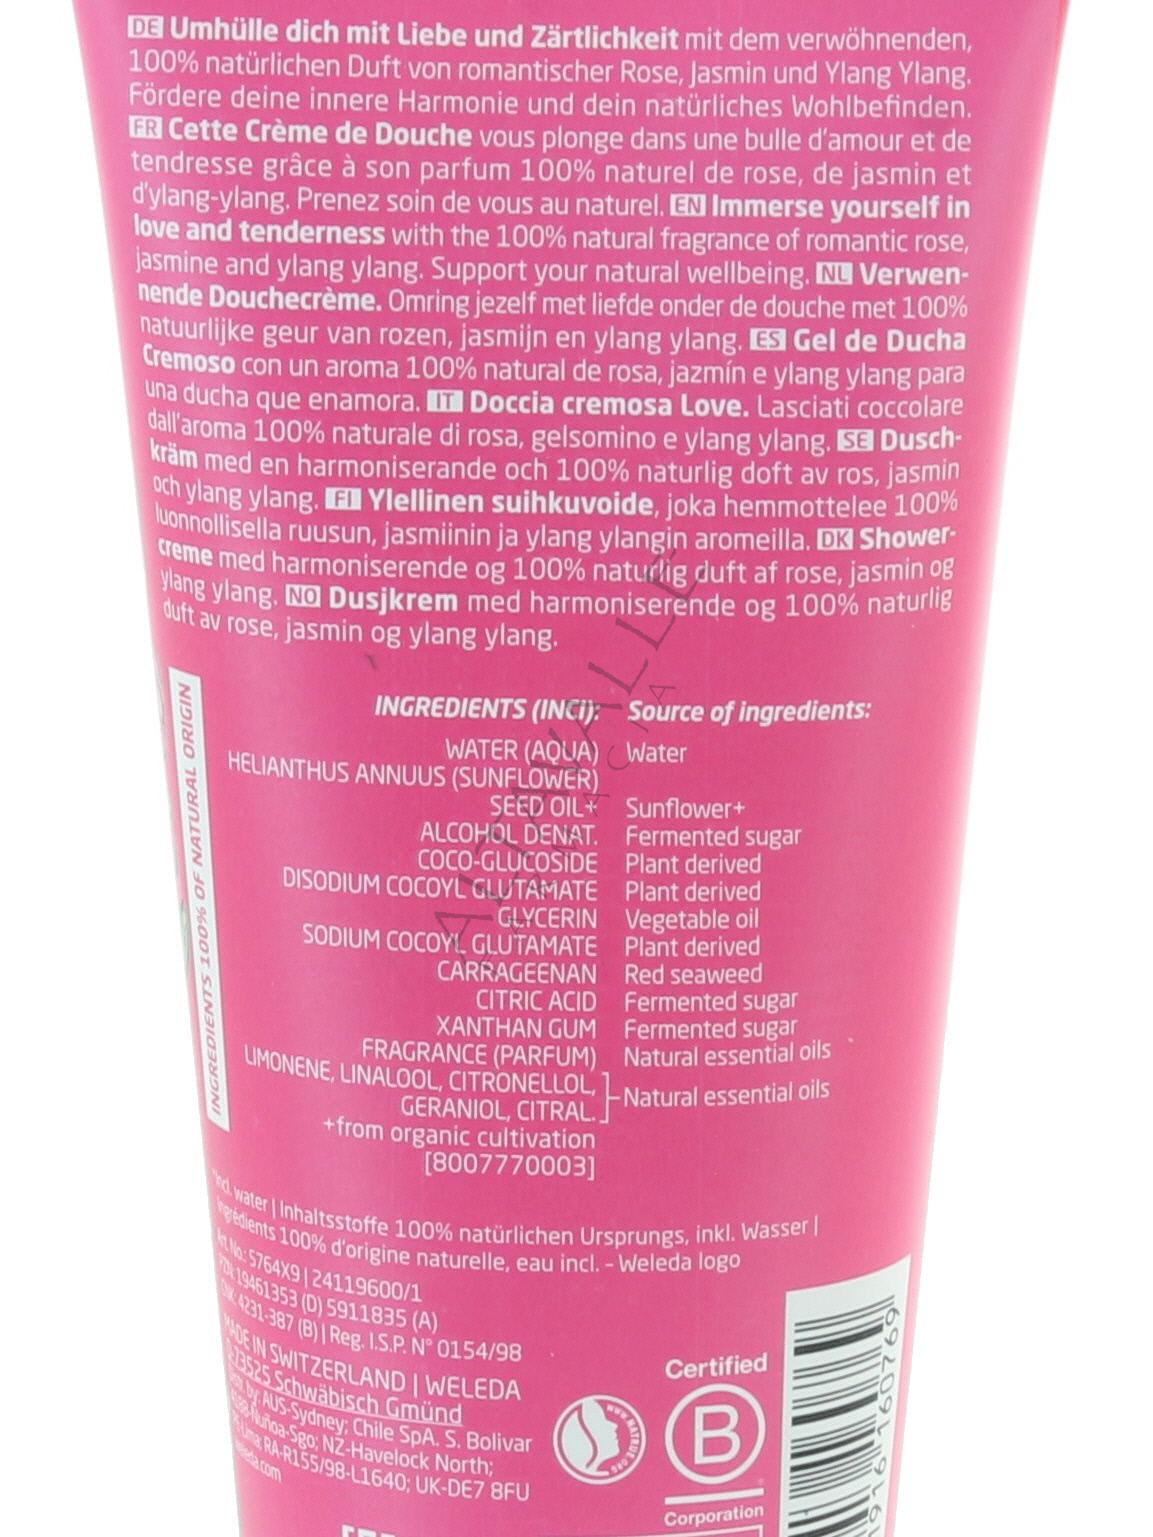 DE Umhülle dich mit Liebe und Zärtlichkeit mit dem verwöhnenden,
100% natürlichen Duft von romantischer Rose, Jasmin und Ylang Ylang.
Fördere deine innere Harmonie und dein natürliches Wohlbefinden.
FR Cette Crème de Douche vous plonge dans une bulle d'amour et de
tendresse grâce à son parfum 100% naturel de rose, de jasmin et
d'ylang-ylang. Prenez soin de vous au naturel. EN Immerse yourself in
love and tenderness with the 100% natural fragrance of romantic rose,
jasmine and ylang ylang. Support your natural wellbeing. NL Verwen-
nende Douchecrème. Omring jezelf met liefde onder de douche met 100%
natuurlijke geur van rozen, jasmijn en ylang ylang. ES Gel de Ducha
Cremoso con un aroma 100% natural de rosa, jazmín e ylang ylang para
una ducha que enamora. IT Doccia cremosa Love. Lasciati coccolare
dall'aroma 100% naturale di rosa, gelsomino e ylang ylang. SE Dusch-
kräm med en harmoniserande och 100% naturlig doft av ros, jasmin
och ylang ylang. FI Ylellinen suihkuvoide, joka hemmottelee 100%
luonnollisella ruusun, jasmiinin ja ylang ylangin aromeilla. DK Shower-
creme med harmoniserende og 100% naturlig duft af rose, jasmin og
ylang ylang. NO Dusjkrem med harmoniserende og 100% naturlig
duft av rose, jasmin og ylang ylang.
INGREDIENTS 100% OF NATURAL ORIGIN
INGREDIENTS (INCI): Source of ingredients:
WATER (AQUA) Water
HELIANTHUS ANNUUS (SUNFLOWER)
SEED OIL+ Sunflower+
ALCOHOL DENAT. Fermented sugar
COCO-GLUCOSIDE Plant derived
DISODIUM COCOYL GLUTAMATE Plant derived
GLYCERIN Vegetable oil
SODIUM COCOYL GLUTAMATE Plant derived
CARRAGEENAN Red seaweed
CITRIC ACID Fermented sugar
XANTHAN GUM Fermented sugar
FRAGRANCE (PARFUM) Natural essential oils
LIMONENE, LINALOOL, CITRONELLOL,
GERANIOL, CITRAL. Natural essential oils
+from organic cultivation
[8007770003]
ALTAVALLE
FARMACIA
*Incl. water | Inhaltsstoffe 100% natürlichen Ursprungs, inkl. Wasser |
Ingrédients 100% d'origine naturelle, eau incl. - Weleda logo
Art. No.: 5764X9 | 24119600/1
PZN: 19461353 (D) 5911835 (A)
CNK: 4231-387 (B) | Reg. I.S.P. N° 0154/98
MADE IN SWITZERLAND | WELEDA
D-73525 Schwäbisch Gmünd
Distr. by: AUS-Sydney; Chile SpA. S. Bolivar
Nuñoa-Sgo; NZ-Havelock North;
Lima; RA-R155/98-L1640; UK-DE7 8FU
weleda.com
WWW.NATRUE.ORG
Certified
B
®
Corporation
916 160769